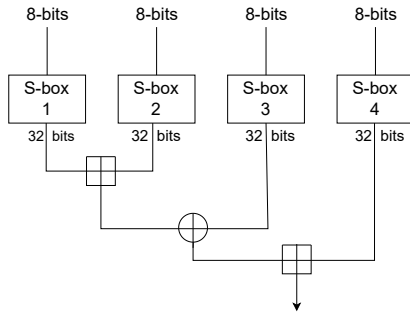 8-bits 8-bits 8-bits 8-bits
S-box S-box S-box S-box
1 2 3 4
32 bits 32 bits 32 bits 32 bits